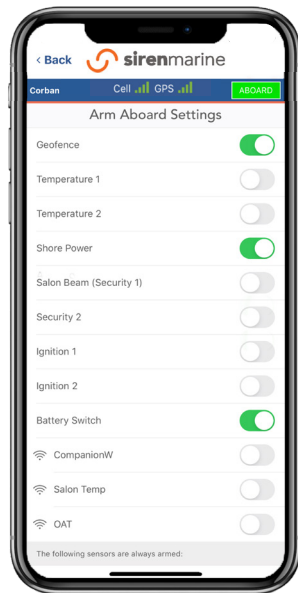 < Back sirenmarine
Corban Cell GPS ABOARD
Arm Aboard Settings
Geofence
Temperature 1
Temperature 2
Shore Power
Salon Beam (Security 1)
Security 2
Ignition 1
Ignition 2
Battery Switch
CompanionW
Salon Temp
OAT
The following sensors are always armed: